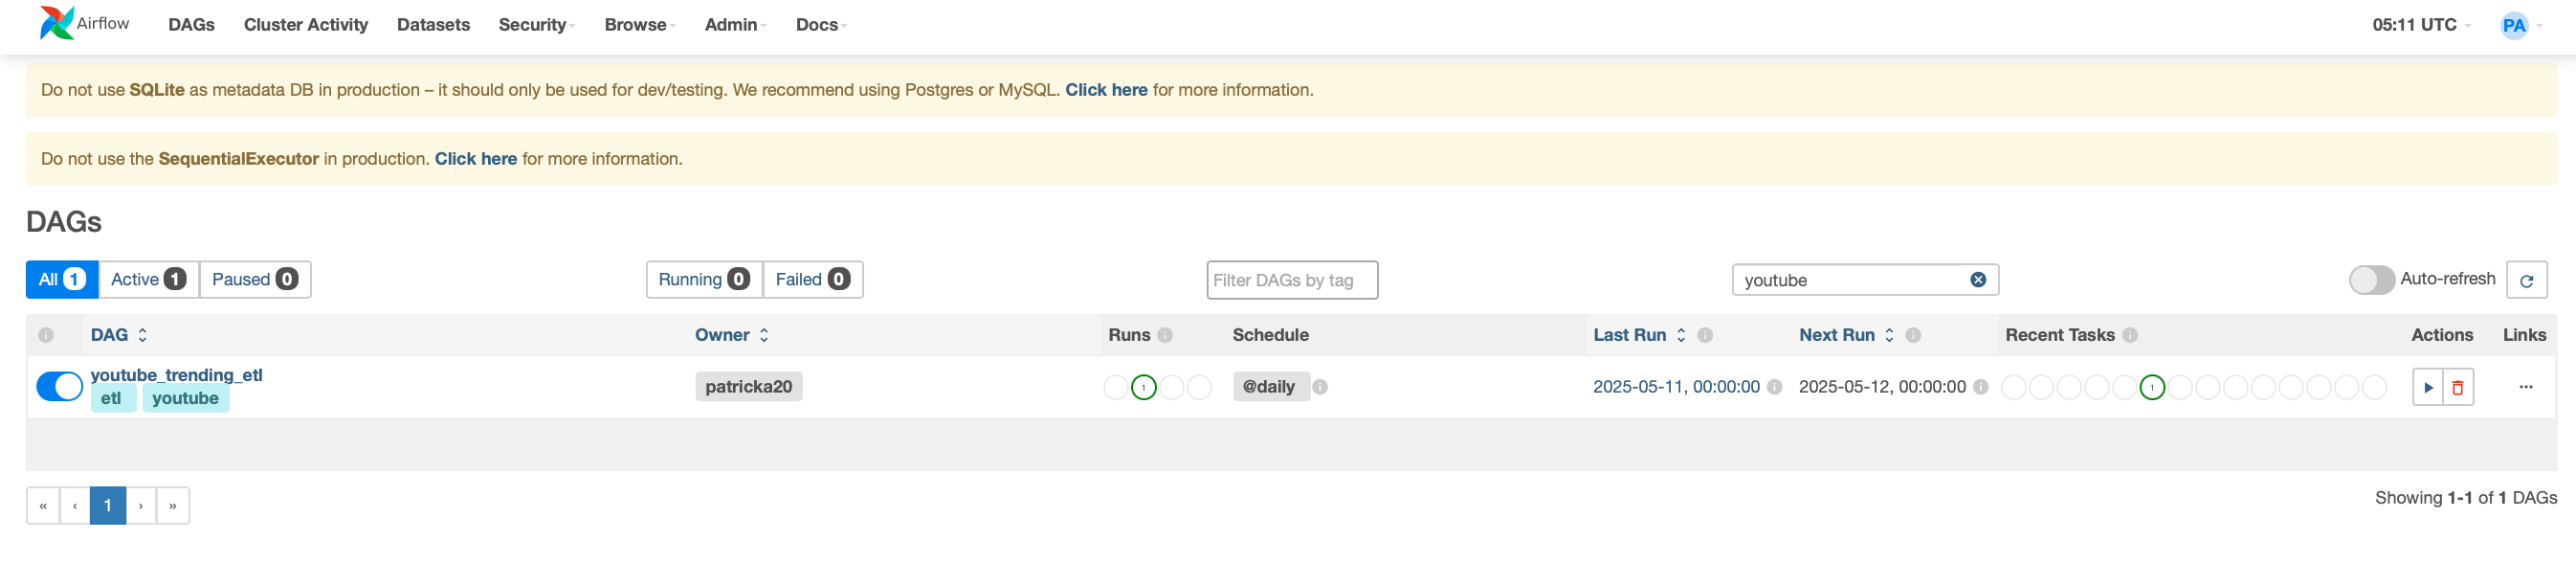 Airflow DAGs Cluster Activity Datasets Security Browse Admin Docs 05:11 UTC PA
Do not use SQLite as metadata DB in production – it should only be used for dev/testing. We recommend using Postgres or MySQL. Click here for more information.
Do not use the SequentialExecutor in production. Click here for more information.
DAGs
All 1 Active 1 Paused 0 Running 0 Failed 0 Filter DAGs by tag youtube Auto-refresh
DAG Owner Runs Schedule Last Run Next Run Recent Tasks Actions Links
youtube_trending_etl
etl youtube patricka20 1 @daily 2025-05-11, 00:00:00 2025-05-12, 00:00:00 1 ...
« ‹ 1 › » Showing 1-1 of 1 DAGs